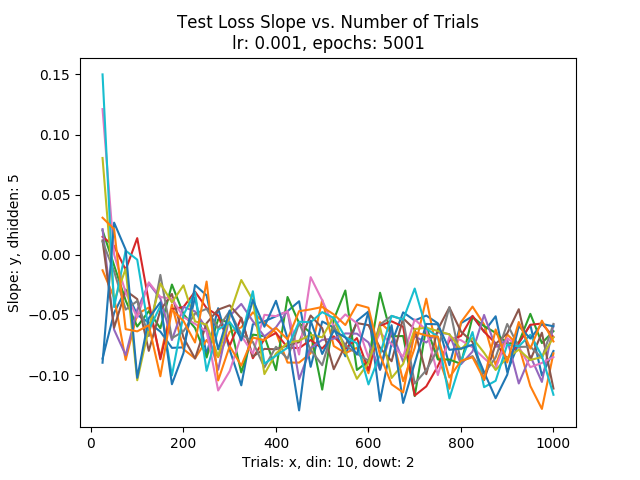 Test Loss Slope vs. Number of Trials
lr: 0.001, epochs: 5001
0.15
0.10
0.05
0.00
−0.05
−0.10
Slope: y, dhidden: 5
0 200 400 600 800 1000
Trials: x, din: 10, dowt: 2